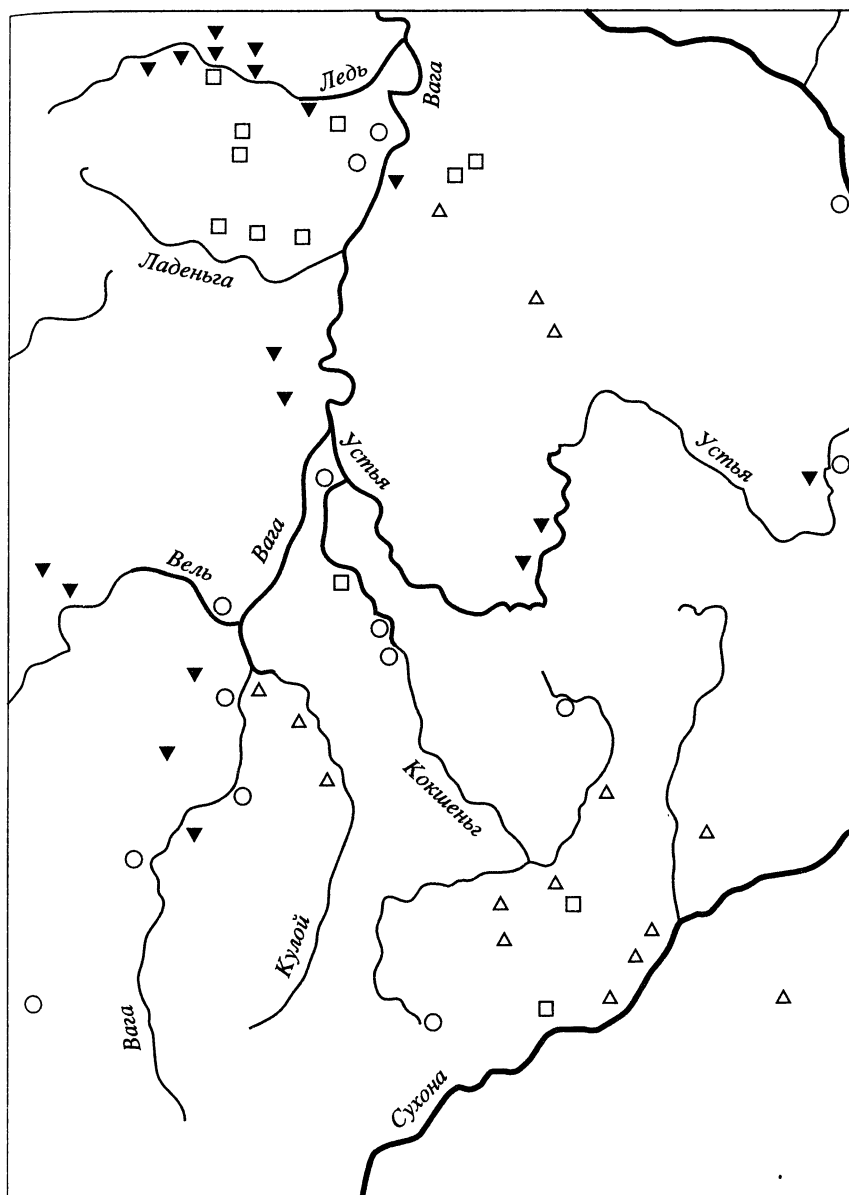 Ледь
Вага
Ладеньга
Устья
Устья
Вага
Вель
Кокшеньг
Кулой
Вага
Сухона